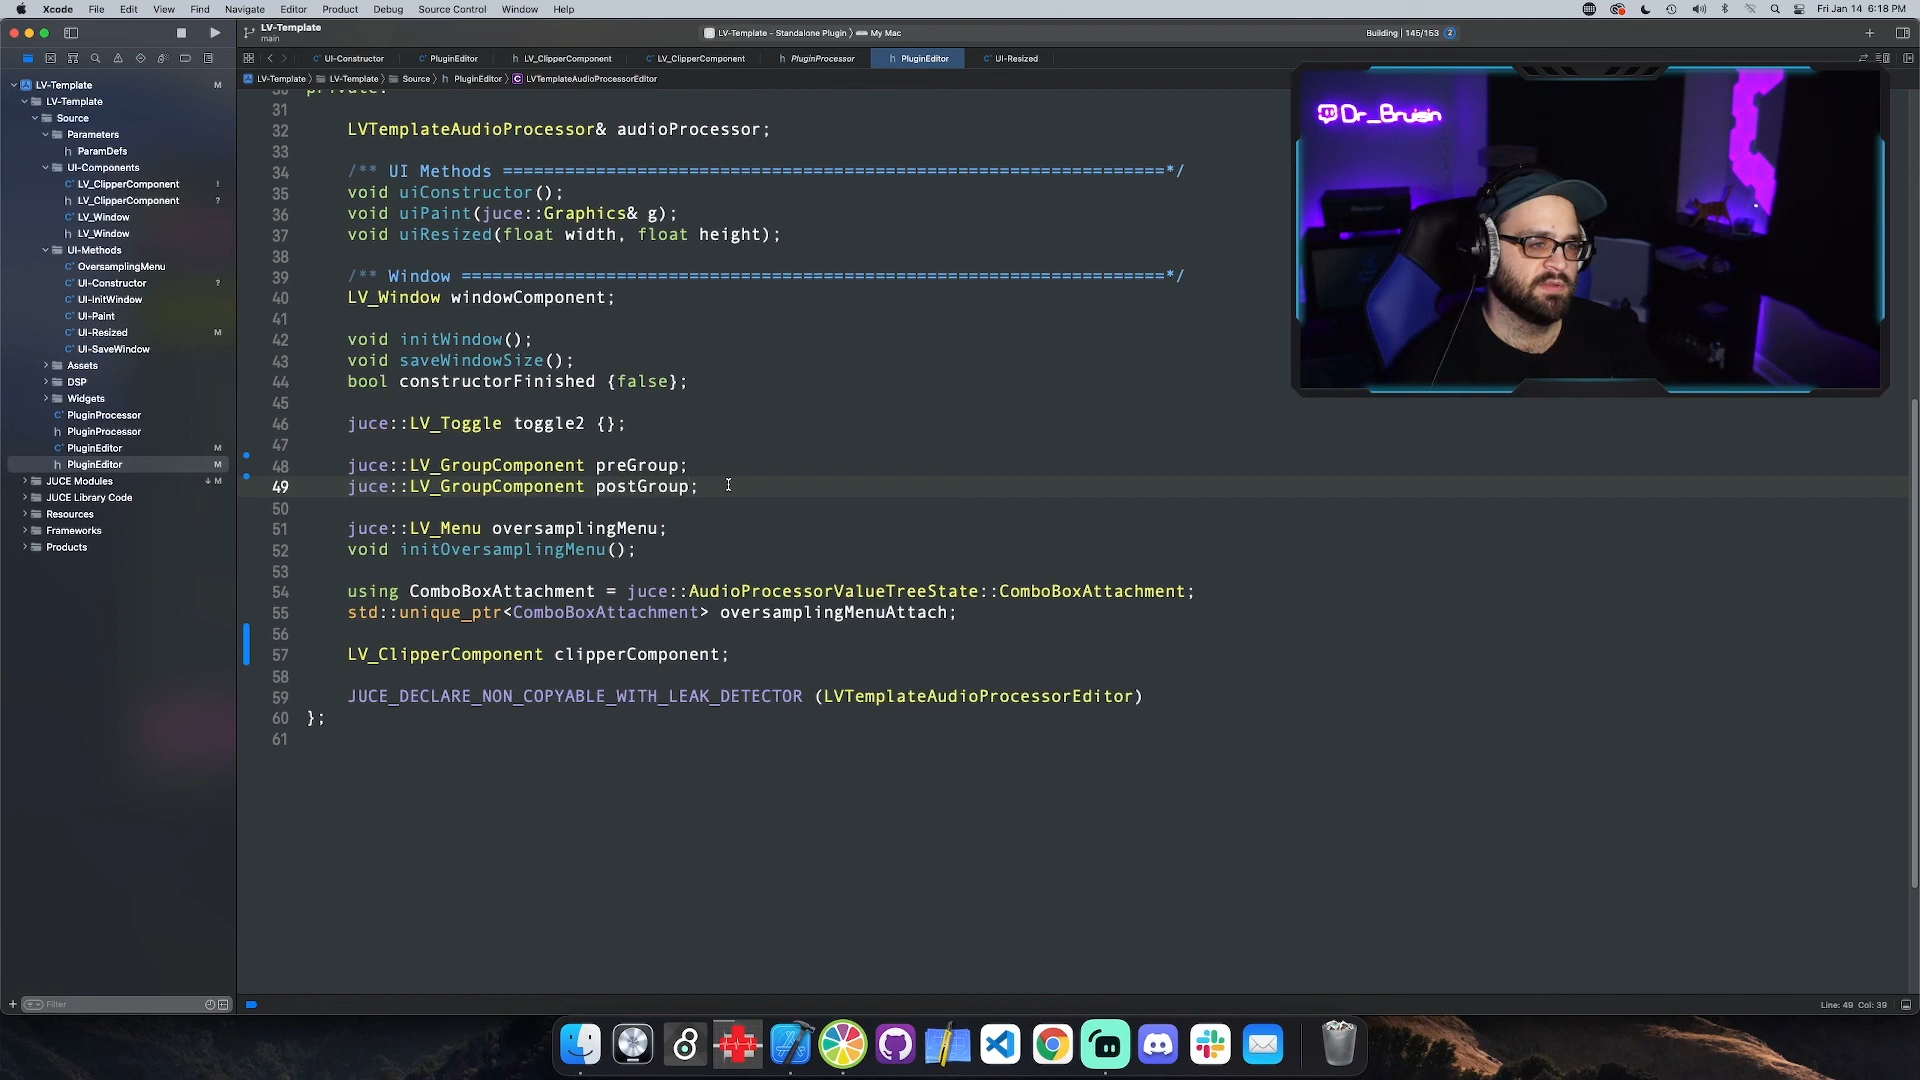 Xcode File Edit View Find Navigate Editor Product Debug Source Control Window Help Fri Jan 14 6:18 PM
LV-Template
main
LV-Template - Standalone Plugin 〉 My Mac
Building | 145/153 2
UI-Constructor PluginEditor LV_ClipperComponent LV_ClipperComponent PluginProcessor PluginEditor UI-Resized
LV-Template 〉 LV-Template 〉 Source 〉 PluginEditor 〉 LVTemplateAudioProcessorEditor
LV-Template M
LV-Template
Source
Parameters
ParamDefs
UI-Components
LV_ClipperComponent !
LV_ClipperComponent ?
LV_Window
LV_Window
UI-Methods
OversamplingMenu
UI-Constructor ?
UI-InitWindow
UI-Paint
UI-Resized M
UI-SaveWindow
Assets
DSP
Widgets
PluginProcessor
PluginProcessor
PluginEditor M
PluginEditor M
JUCE Modules M
JUCE Library Code
Resources
Frameworks
Products
Filter
30 private:
31
32 LVTemplateAudioProcessor& audioProcessor;
33
34 /** UI Methods ================================================================*/
35 void uiConstructor();
36 void uiPaint(juce::Graphics& g);
37 void uiResized(float width, float height);
38
39 /** Window ====================================================================*/
40 LV_Window windowComponent;
41
42 void initWindow();
43 void saveWindowSize();
44 bool constructorFinished {false};
45
46 juce::LV_Toggle toggle2 {};
47
48 juce::LV_GroupComponent preGroup;
49 juce::LV_GroupComponent postGroup;
50
51 juce::LV_Menu oversamplingMenu;
52 void initOversamplingMenu();
53
54 using ComboBoxAttachment = juce::AudioProcessorValueTreeState::ComboBoxAttachment;
55 std::unique_ptr<ComboBoxAttachment> oversamplingMenuAttach;
56
57 LV_ClipperComponent clipperComponent;
58
59 JUCE_DECLARE_NON_COPYABLE_WITH_LEAK_DETECTOR (LVTemplateAudioProcessorEditor)
60 };
61
Dr_Bruisin
Line: 49 Col: 39